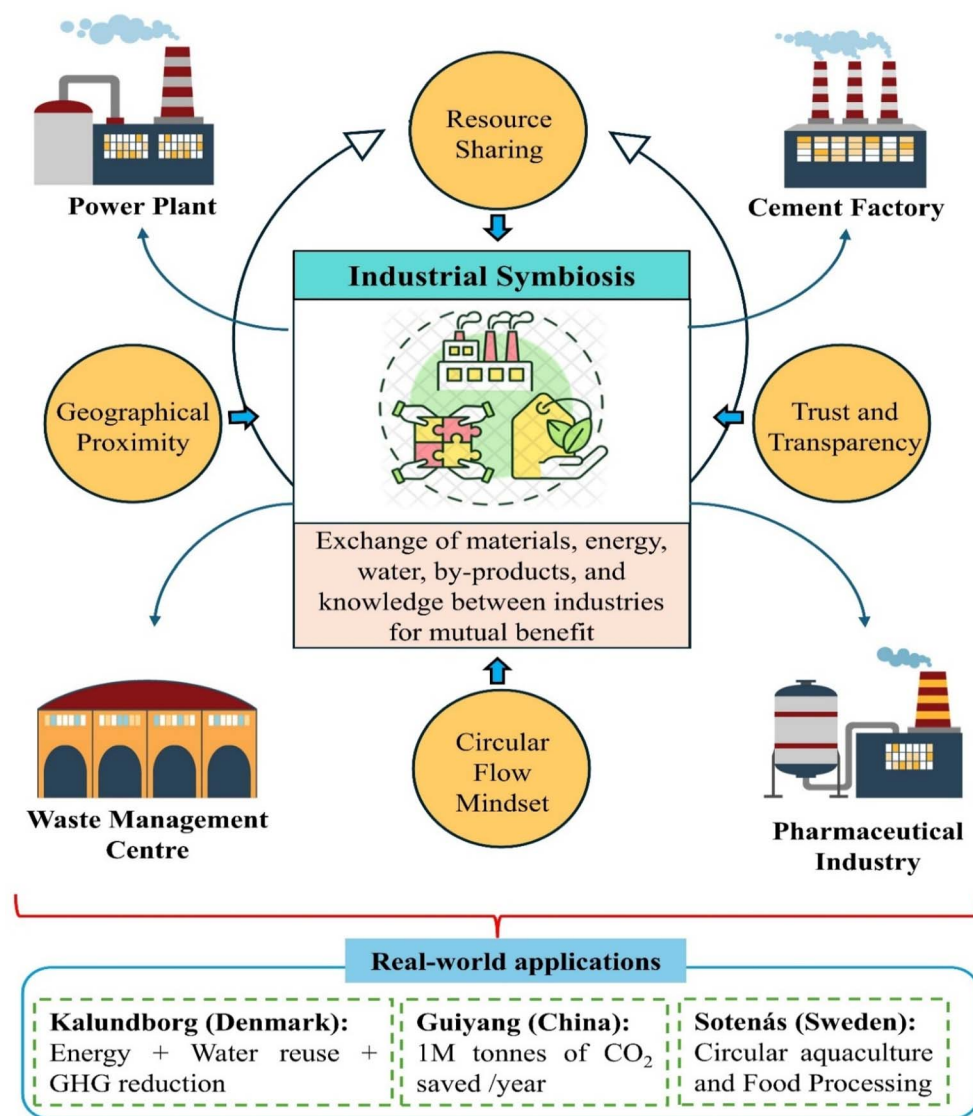 Resource
Sharing
Power Plant
Cement Factory
Industrial Symbiosis
Geographical
Proximity
Trust and
Transparency
Exchange of materials, energy,
water, by-products, and
knowledge between industries
for mutual benefit
Circular
Flow
Mindset
Waste Management
Centre
Pharmaceutical
Industry
Real-world applications
Kalundborg (Denmark):
Energy + Water reuse +
GHG reduction
Guiyang (China):
1M tonnes of CO₂
saved /year
Sotenás (Sweden):
Circular aquaculture
and Food Processing